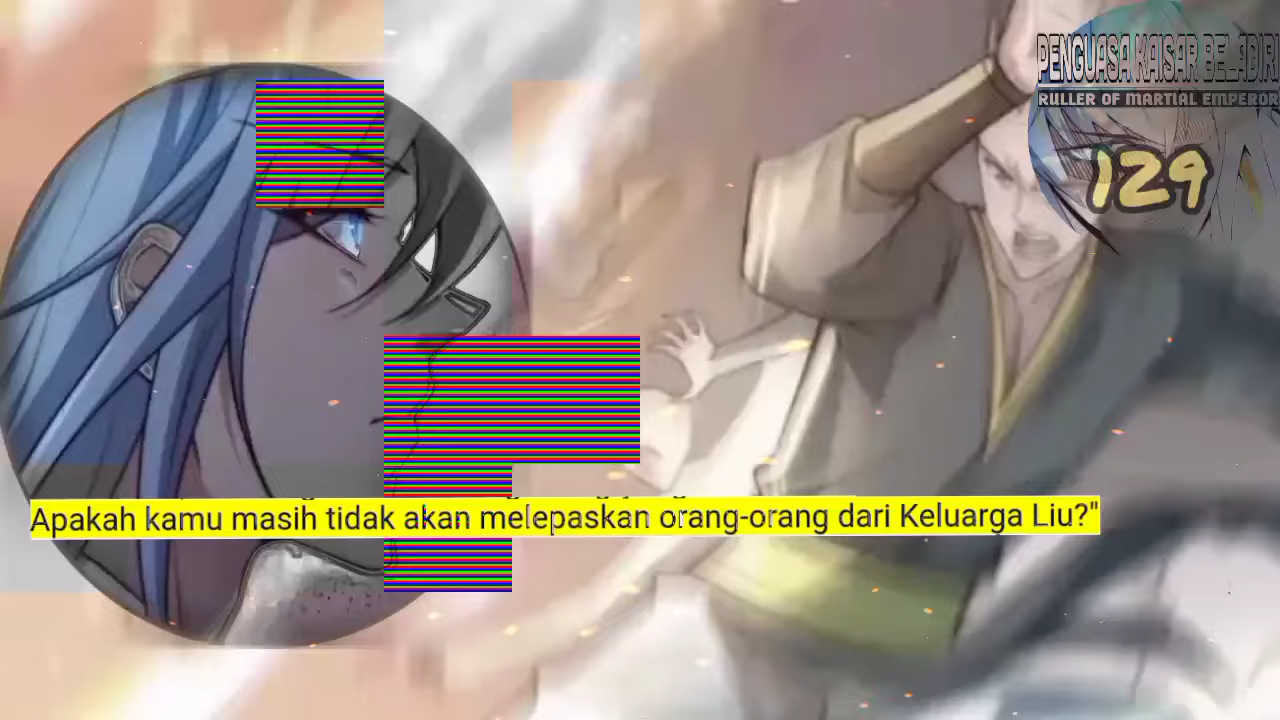 PENGUASA KAISAR BELADIRI
RULLER OF MARTIAL EMPEROR
129
Apakah kamu masih tidak akan melepaskan orang-orang dari Keluarga Liu?"